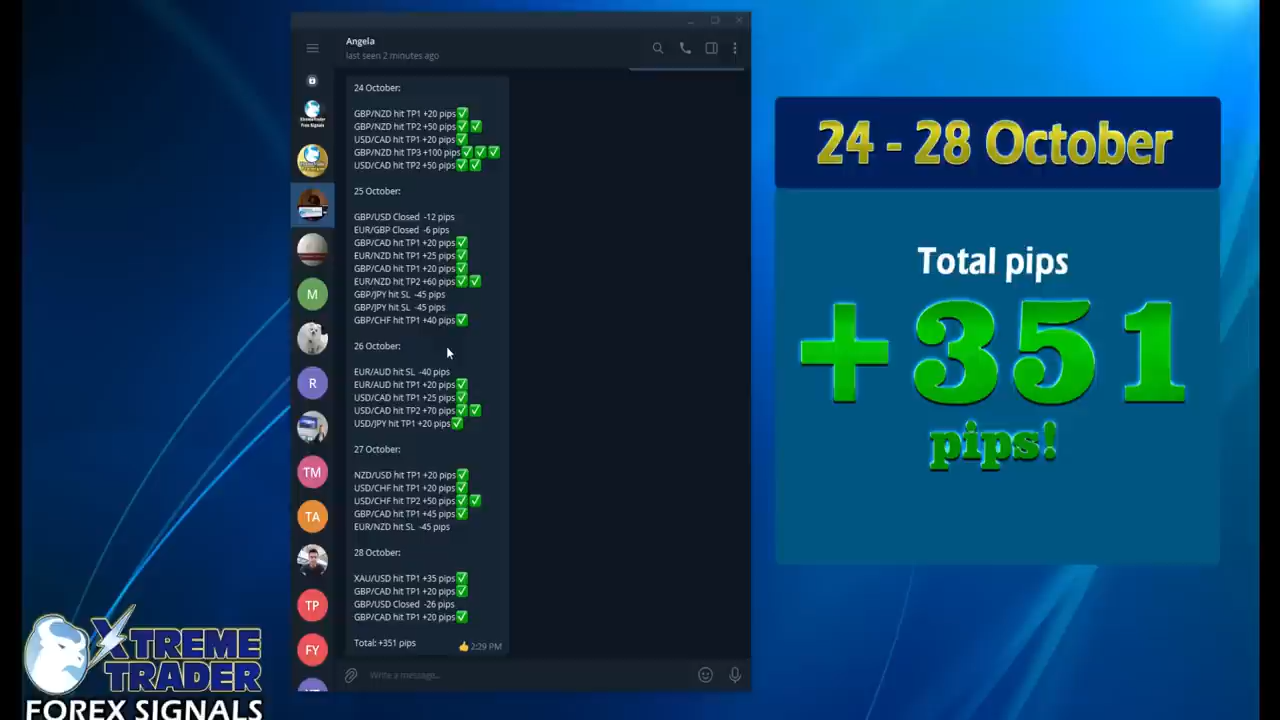 Angela
last seen 2 minutes ago
24 October:
GBP/NZD hit TP1 +20 pips✅
GBP/NZD hit TP2 +50 pips✅✅
USD/CAD hit TP1 +20 pips✅
GBP/NZD hit TP3 +100 pips✅✅✅
USD/CAD hit TP2 +50 pips✅✅
25 October:
GBP/USD Closed -12 pips
EUR/GBP Closed -6 pips
GBP/CAD hit TP1 +20 pips✅
EUR/NZD hit TP1 +25 pips✅
GBP/CAD hit TP1 +20 pips✅
EUR/NZD hit TP2 +60 pips✅✅
GBP/JPY hit SL -45 pips
GBP/JPY hit SL -45 pips
GBP/CHF hit TP1 +40 pips✅
26 October:
EUR/AUD hit SL -40 pips
EUR/AUD hit TP1 +20 pips✅
USD/CAD hit TP1 +25 pips✅
USD/CAD hit TP2 +70 pips✅✅
USD/JPY hit TP1 +20 pips✅
27 October:
NZD/USD hit TP1 +20 pips✅
USD/CHF hit TP1 +20 pips✅
USD/CHF hit TP2 +50 pips✅✅
GBP/CAD hit TP1 +45 pips✅
EUR/NZD hit SL -45 pips
28 October:
XAU/USD hit TP1 +35 pips✅
GBP/CAD hit TP1 +20 pips✅
GBP/USD Closed -26 pips
GBP/CAD hit TP1 +20 pips✅
Total: +351 pips
👍 2:29 PM
Write a message...
M
R
TM
TA
TP
FY
24 - 28 October
Total pips
+351
pips!
XTREME
TRADER
FOREX SIGNALS